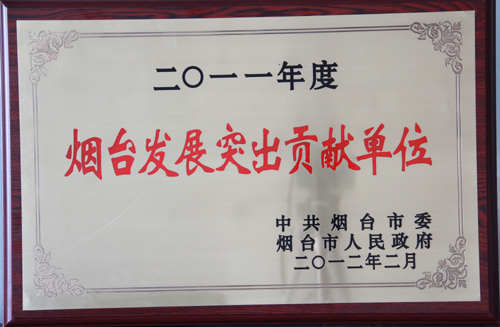 二〇一一年度
烟台发展突出贡献单位
中共烟台市委
烟台市人民政府
二〇一二年二月